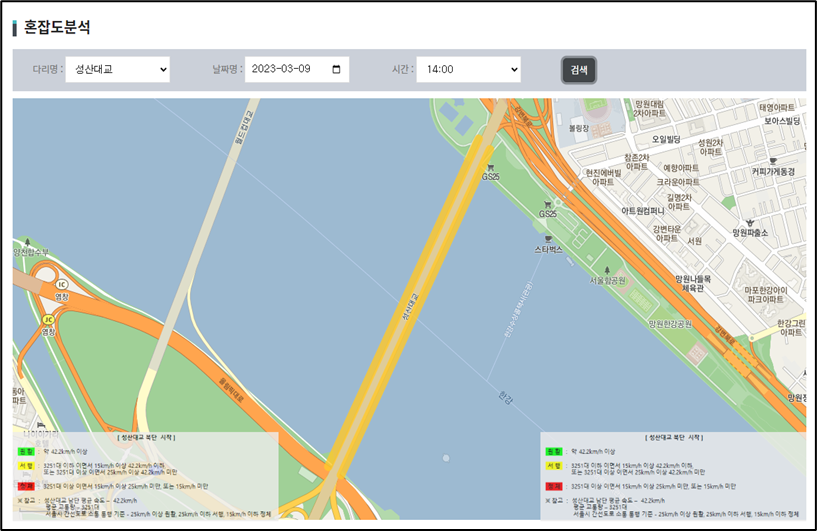 혼잡도분석
다리명 : 성산대교 날짜명 : 2023-03-09 시간 : 14:00 검색
월드컵대교
강변북로
볼링장
망원대림
2차아파트
태영아파트
보아스빌딩
오일빌딩
성원2차
아파트
참존2차
아파트
현진에버빌
아파트
예향아파트
크라운아파트
커피가게동경
GS25
GS25
길명2차
아파트
아트원컴퍼니
강변타운
아파트
서원
망원파출소
스타벅스
양천합수부
IC
염창
JC
염창
서울함공원
망원나들목
체육관
마포한강아이
파크아파트
성산대교
망원한강공원
강변북로
한강그린
아파트
올림픽대로
한강
[ 성산대교 북단 시작 ]
원활 : 약 42.2km/h 이상
서행 : 3251대 이하 이면서 15km/h 이상 42.2km/h 이하,
또는 3251대 이상 이면서 25km/h 이상 42.2km/h 미만
정체 : 3251대 이상 이면서 15km/h 이상 25km/h 미만, 또는 15km/h 미만
※ 참고 : 성산대교 남단 평균 속도 - 42.2km/h
평균 교통량 - 3251대
서울시 간선도로 소통 통행 기준 - 25km/h 이상 원활, 25km/h 이하 서행, 15km/h 이하 정체
[ 성산대교 북단 시작 ]
원활 : 약 42.2km/h 이상
서행 : 3251대 이하 이면서 15km/h 이상 42.2km/h 이하,
또는 3251대 이상 이면서 25km/h 이상 42.2km/h 미만
정체 : 3251대 이상 이면서 15km/h 이상 25km/h 미만, 또는 15km/h 미만
※ 참고 : 성산대교 남단 평균 속도 - 42.2km/h
평균 교통량 - 3251대
서울시 간선도로 소통 통행 기준 - 25km/h 이상 원활, 25km/h 이하 서행, 15km/h 이하 정체